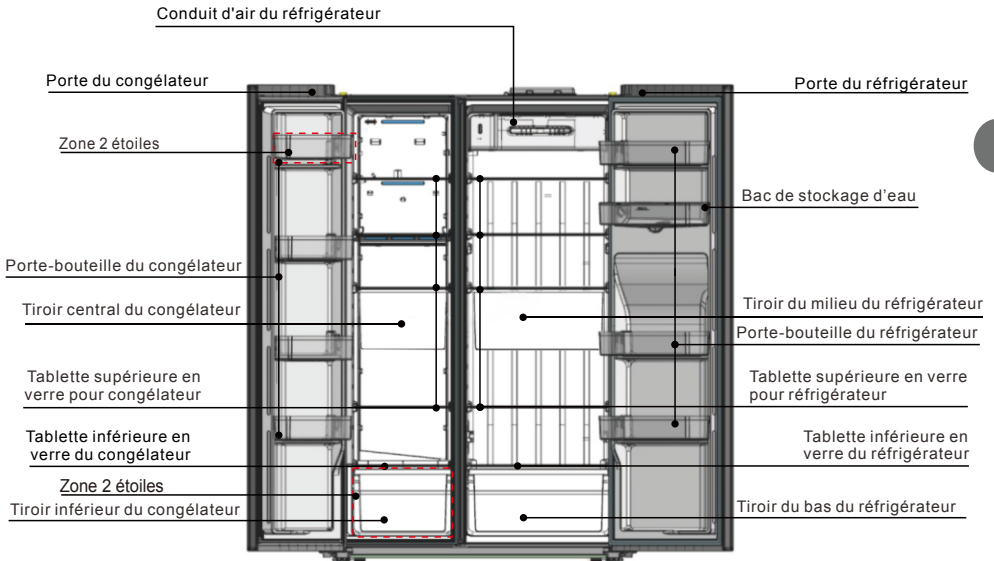 Conduit d'air du réfrigérateur
Porte du congélateur
Porte du réfrigérateur
Zone 2 étoiles
Bac de stockage d’eau
Porte-bouteille du congélateur
Tiroir central du congélateur
Tiroir du milieu du réfrigérateur
Porte-bouteille du réfrigérateur
Tablette supérieure en
verre pour congélateur
Tablette supérieure en verre
pour réfrigérateur
Tablette inférieure en
verre du congélateur
Tablette inférieure en
verre du réfrigérateur
Zone 2 étoiles
Tiroir inférieur du congélateur
Tiroir du bas du réfrigérateur